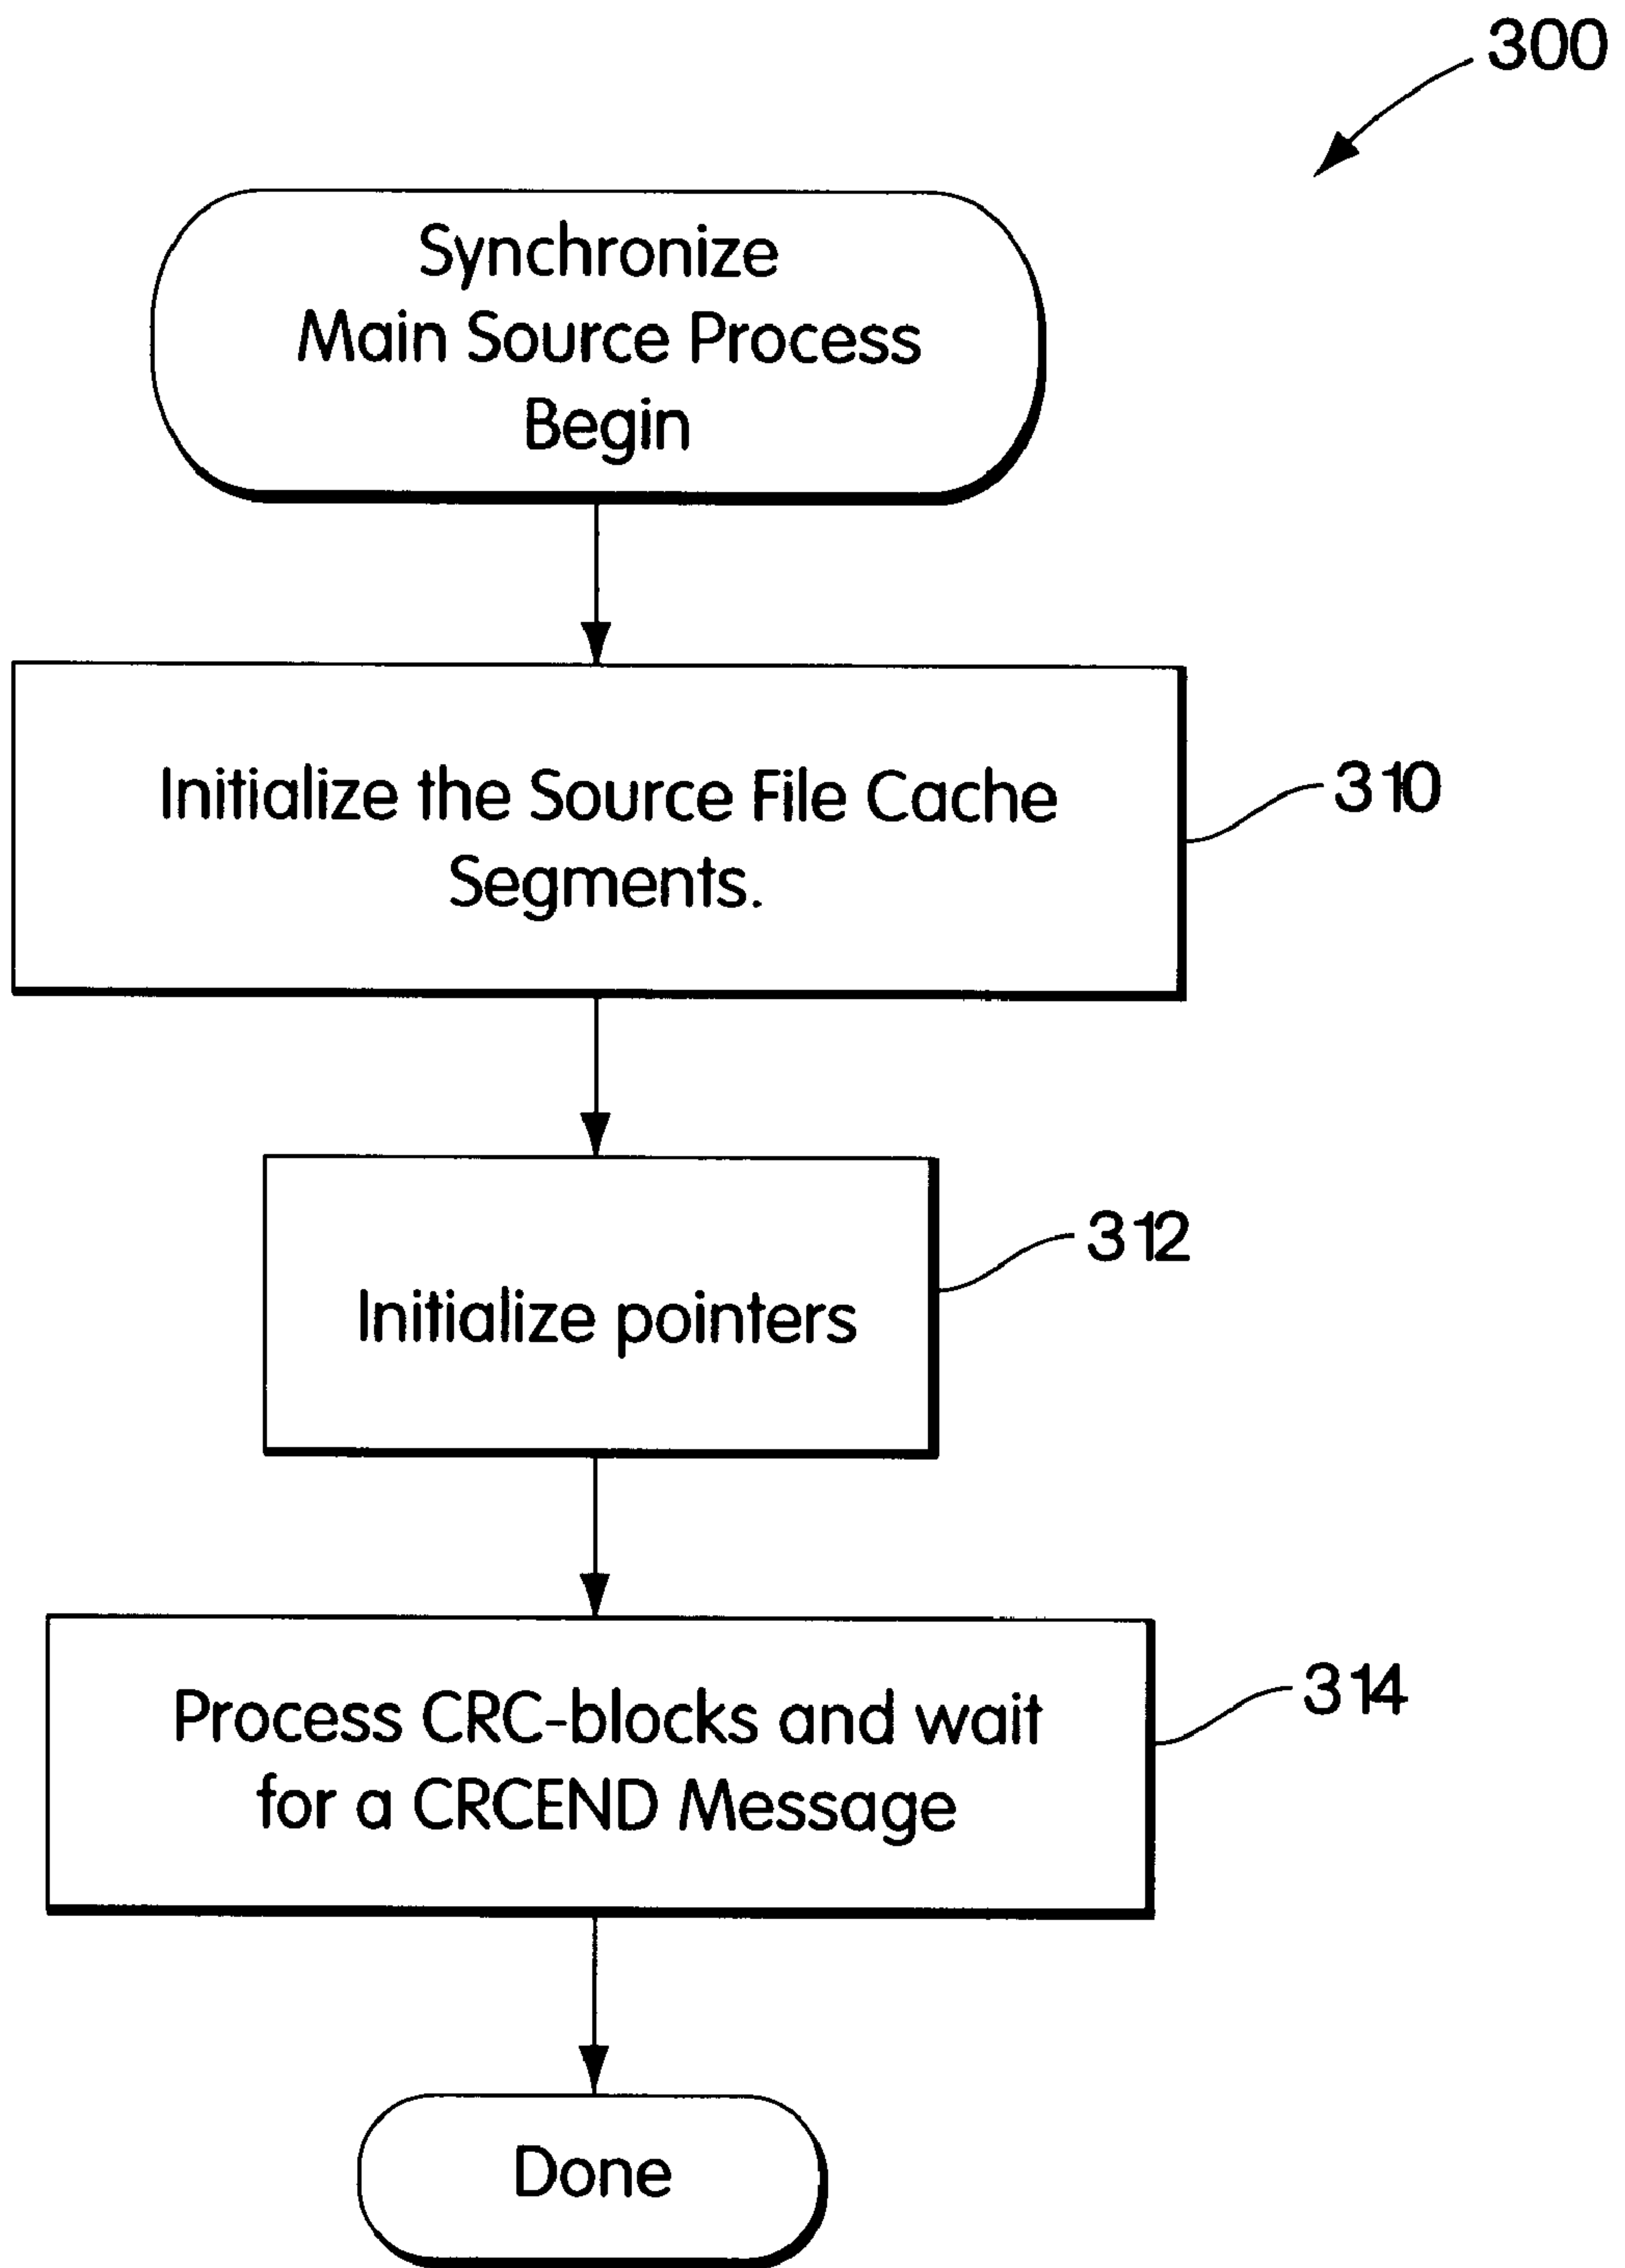 300
Synchronize
Main Source Process
Begin
Initialize the Source File Cache
Segments.
310
Initialize pointers
312
Process CRC-blocks and wait
for a CRCEND Message
314
Done